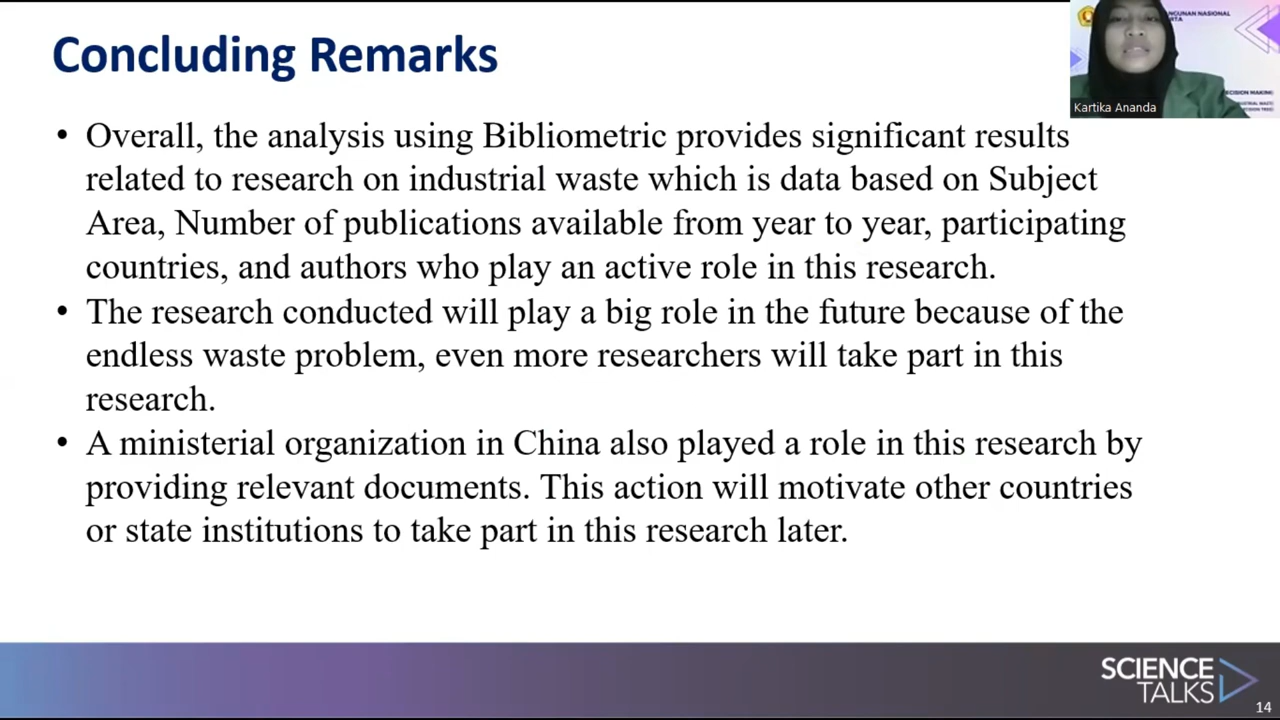 Concluding Remarks
• Overall, the analysis using Bibliometric provides significant results
related to research on industrial waste which is data based on Subject
Area, Number of publications available from year to year, participating
countries, and authors who play an active role in this research.
• The research conducted will play a big role in the future because of the
endless waste problem, even more researchers will take part in this
research.
• A ministerial organization in China also played a role in this research by
providing relevant documents. This action will motivate other countries
or state institutions to take part in this research later.
Kartika Ananda
SCIENCE
TALKS
14